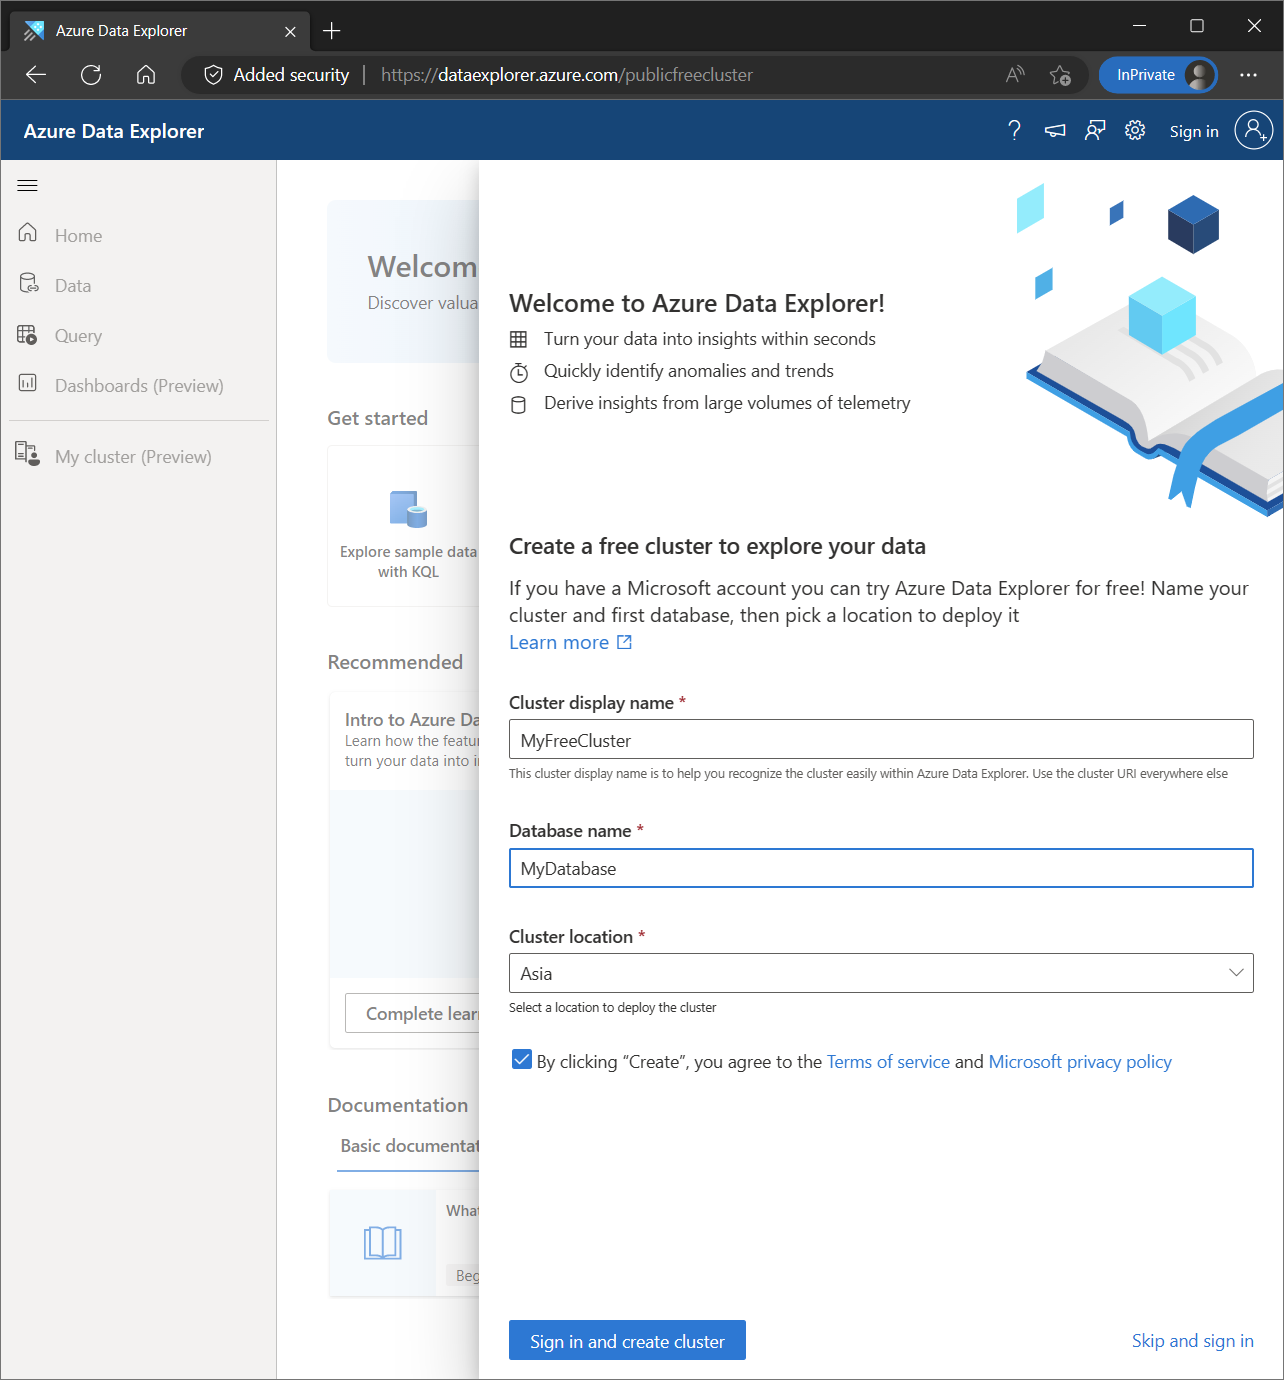 Azure Data Explorer
Added security
https://dataexplorer.azure.com/publicfreecluster
InPrivate
Azure Data Explorer
Sign in
Home
Data
Query
Dashboards (Preview)
My cluster (Preview)
Welcom
Discover valua
Get started
Explore sample data
with KQL
Recommended
Intro to Azure Da
Learn how the featu
turn your data into i
Complete lear
Documentation
Basic documentat
What
Beg
Welcome to Azure Data Explorer!
Turn your data into insights within seconds
Quickly identify anomalies and trends
Derive insights from large volumes of telemetry
Create a free cluster to explore your data
If you have a Microsoft account you can try Azure Data Explorer for free! Name your
cluster and first database, then pick a location to deploy it
Learn more
Cluster display name *
MyFreeCluster
This cluster display name is to help you recognize the cluster easily within Azure Data Explorer. Use the cluster URI everywhere else
Database name *
MyDatabase
Cluster location *
Asia
Select a location to deploy the cluster
By clicking “Create”, you agree to the Terms of service and Microsoft privacy policy
Sign in and create cluster
Skip and sign in